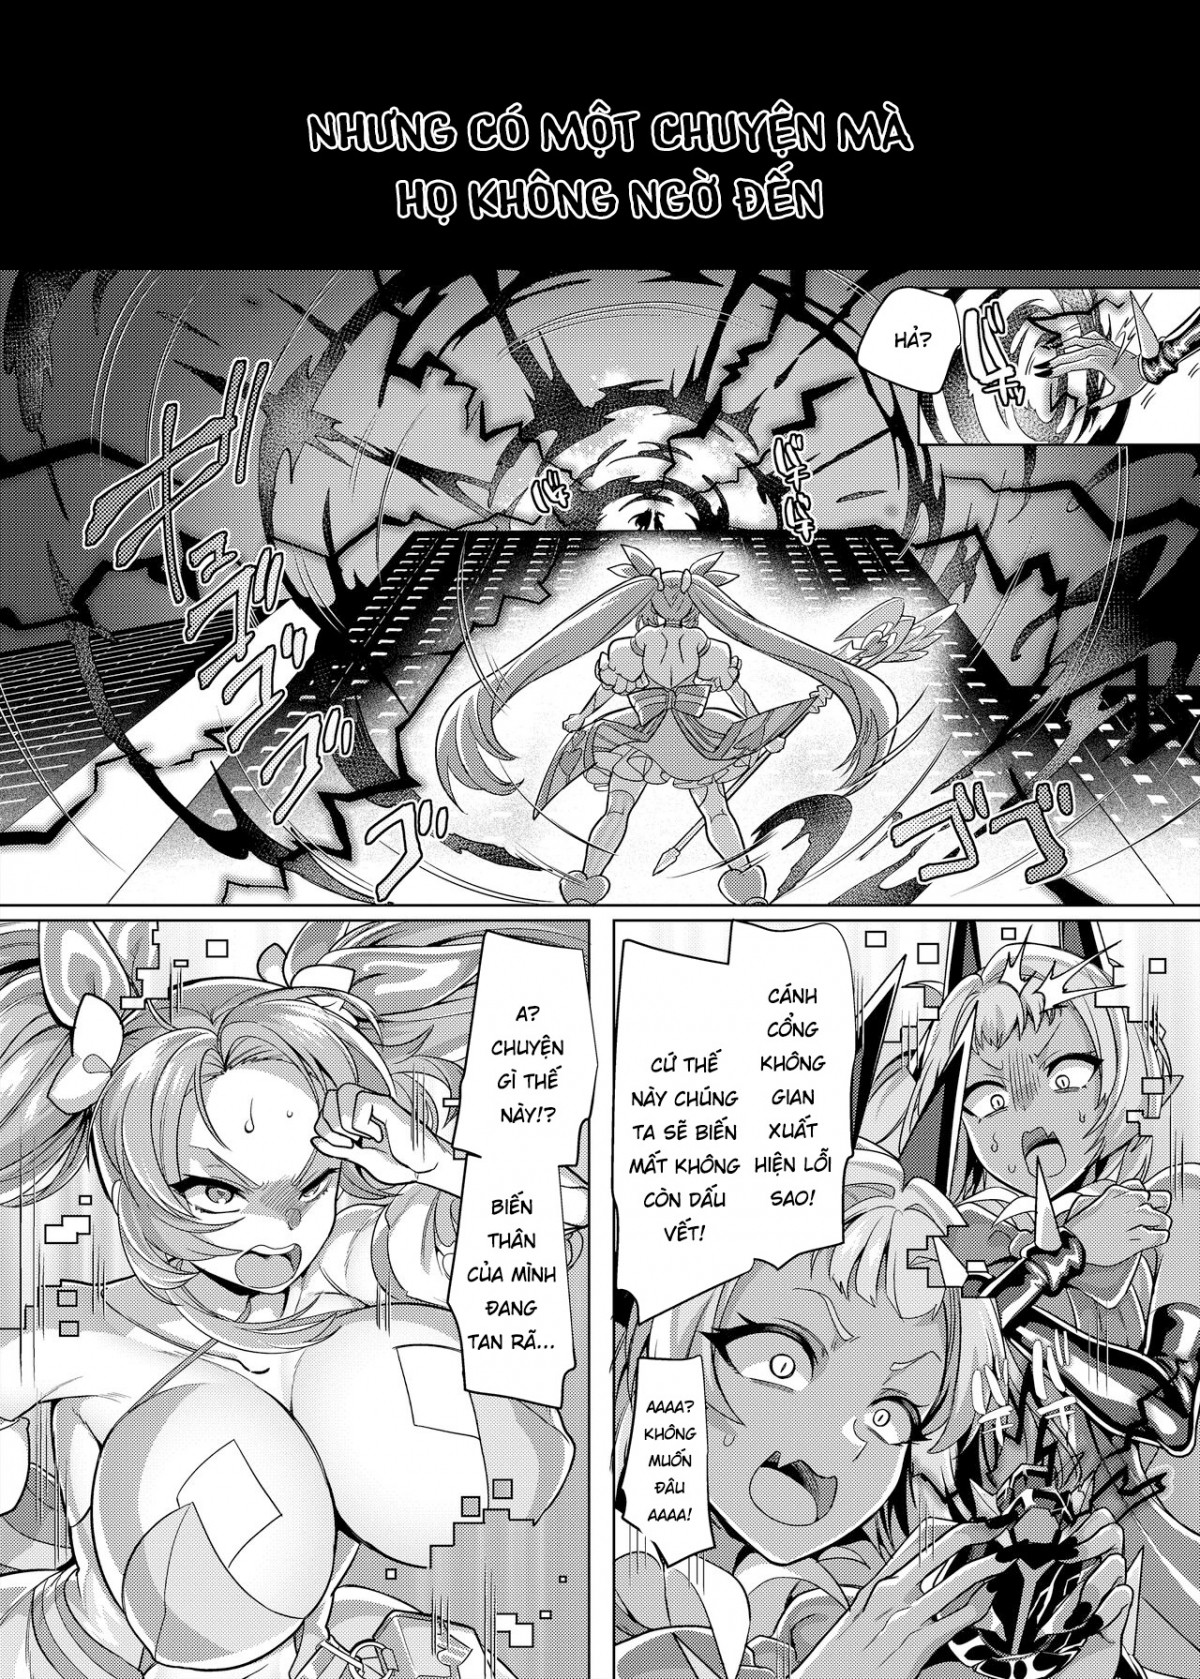 NHƯNG CÓ MỘT CHUYỆN MÀ
HỌ KHÔNG NGỜ ĐẾN
HẢ?
CÁNH
CỔNG
KHÔNG
GIAN
XUẤT
HIỆN LỖI
SAO!
CỨ THẾ
NÀY CHÚNG
TA SẼ BIẾN
MẤT KHÔNG
CÒN DẤU
VẾT!
AAAA?
KHÔNG
MUỐN
ĐÂU
AAAA!
A?
CHUYỆN
GÌ THẾ
NÀY!?
BIẾN
THÂN
CỦA MÌNH
ĐANG
TAN RÃ...